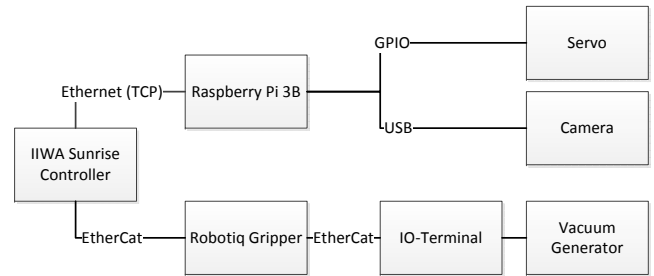 GPIO
Servo
Ethernet (TCP)
Raspberry Pi 3B
USB
Camera
IIWA Sunrise
Controller
EtherCat
Robotiq Gripper
EtherCat
IO-Terminal
Vacuum
Generator